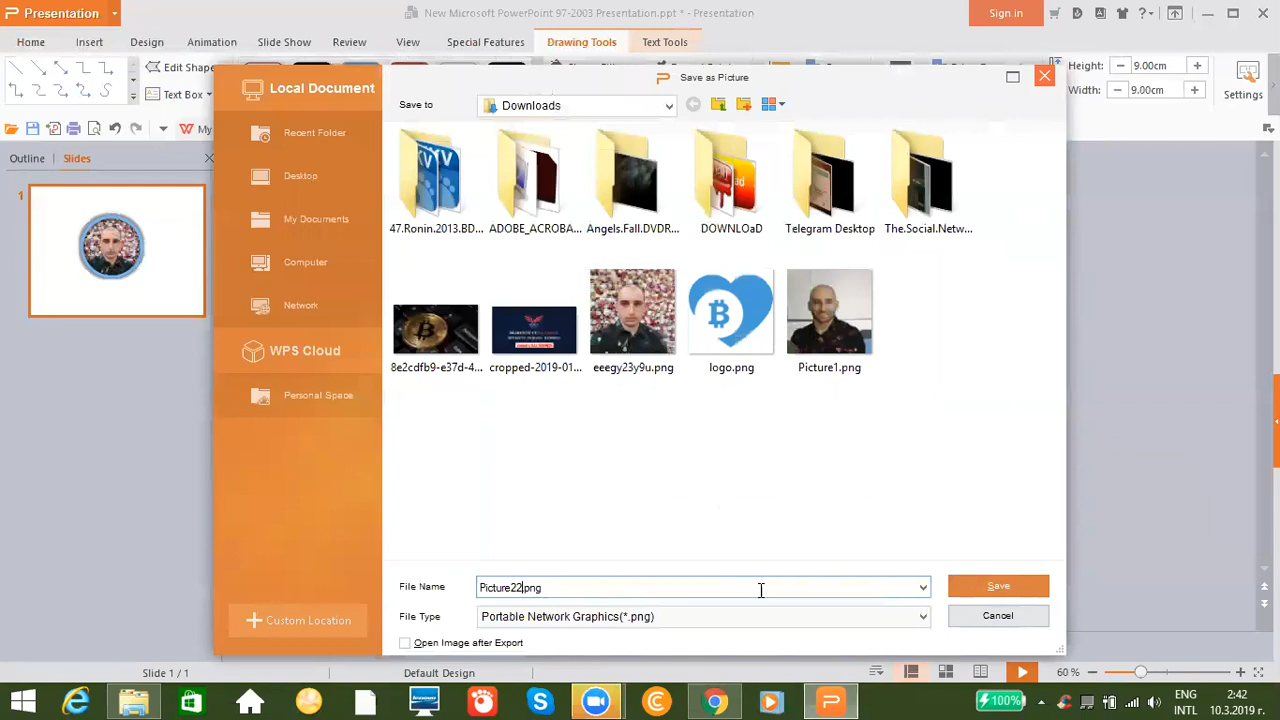 Presentation
New Microsoft PowerPoint 97-2003 Presentation.ppt * - Presentation
Sign in
Home
Insert
Design
Animation
Slide Show
Review
View
Special Features
Drawing Tools
Text Tools
Edit Shape
Text Box
Height:
9.00cm
Width:
9.00cm
Settings
My
Outline
Slides
1
Save as Picture
Local Document
Save to
Downloads
Recent Folder
Desktop
My Documents
Computer
Network
WPS Cloud
Personal Space
Custom Location
47.Ronin.2013.BD...
ADOBE_ACROBA...
Angels.Fall.DVDR...
DOWNLOaD
Telegram Desktop
The.Social.Netw...
8e2cdfb9-e37d-4...
cropped-2019-01...
eeegy23y9u.png
logo.png
Picture1.png
File Name
Picture22.png
Save
File Type
Portable Network Graphics(*.png)
Cancel
Open Image after Export
Slide 1 / 1
Default Design
60 %
100%
ENG
INTL
2:42
10.3.2019 г.